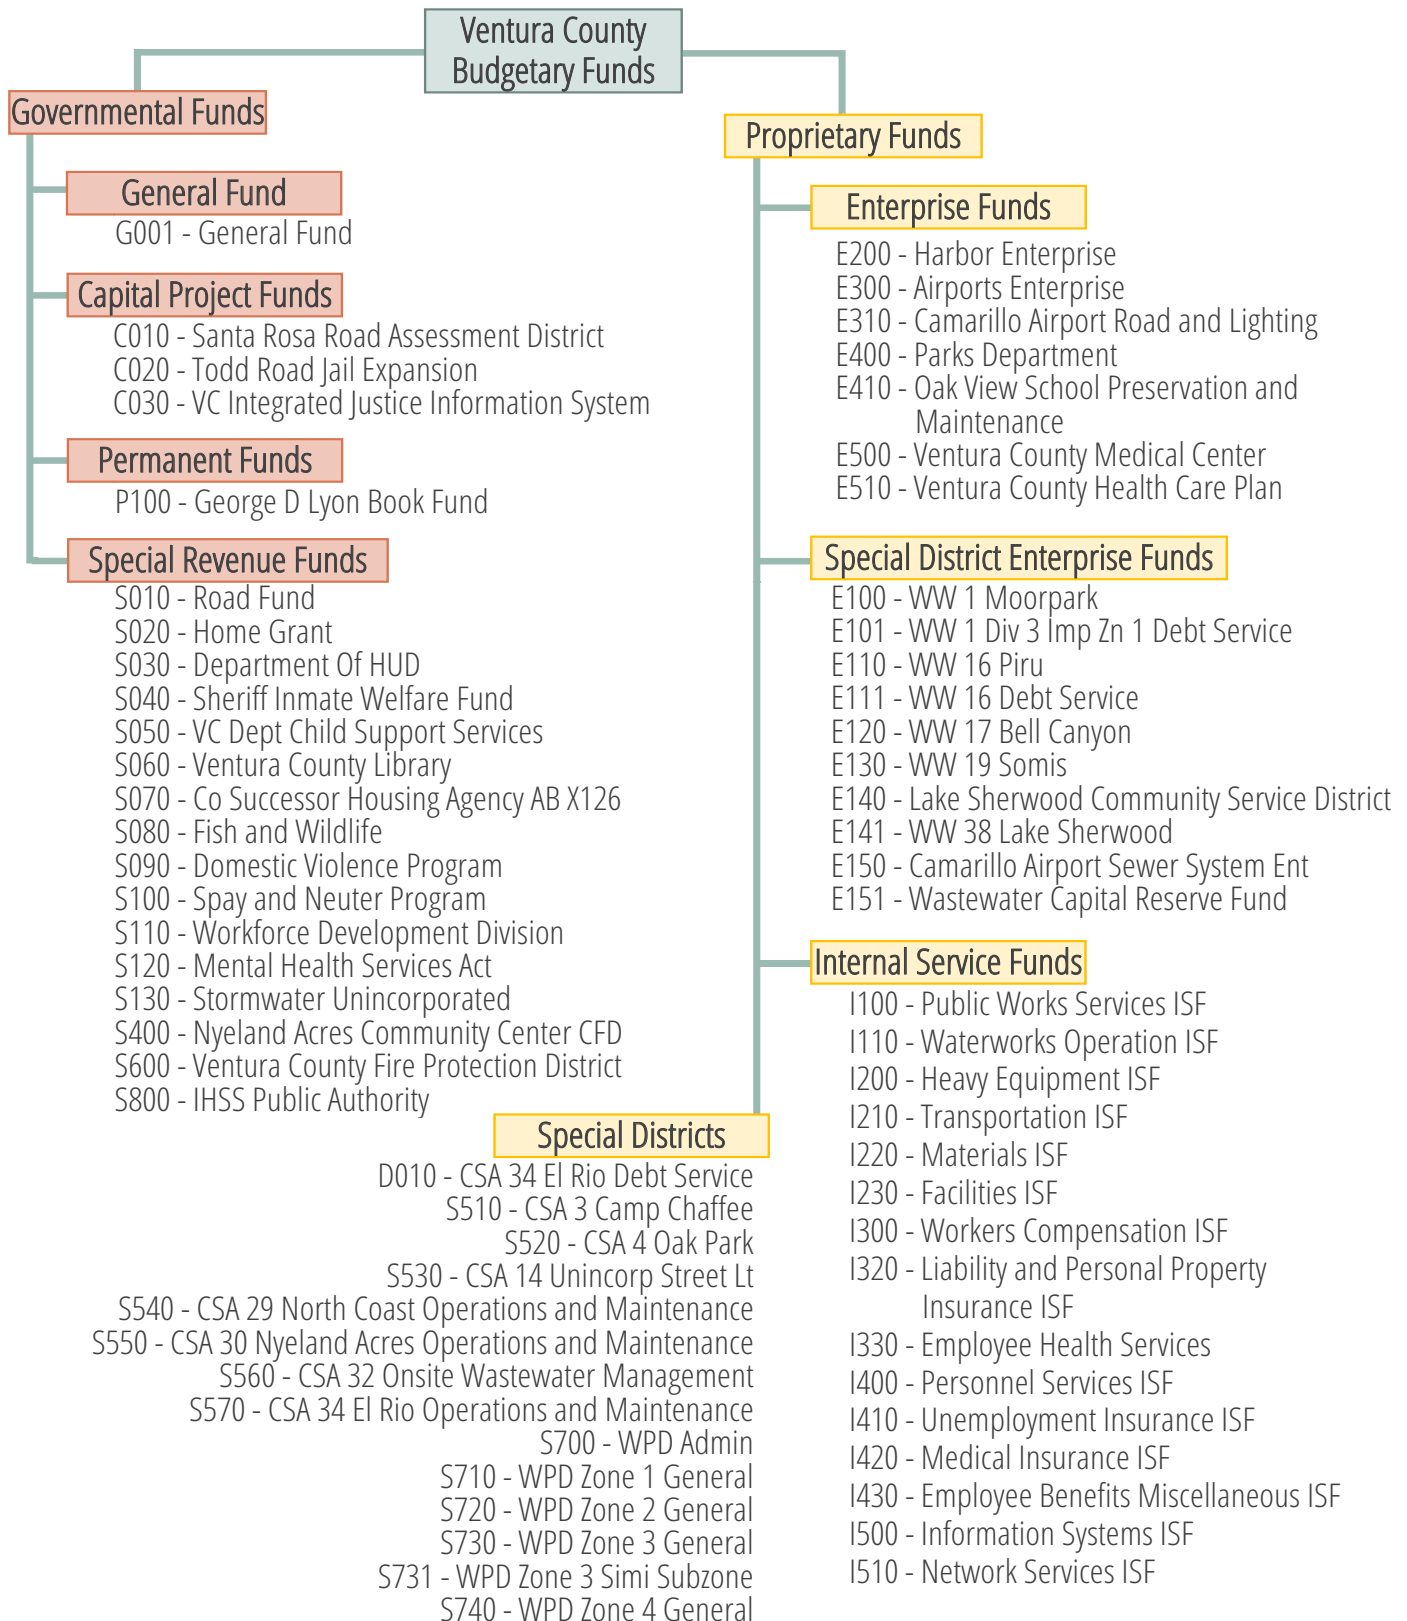 Ventura County
Budgetary Funds
Governmental Funds
General Fund
G001 - General Fund
Capital Project Funds
C010 - Santa Rosa Road Assessment District
C020 - Todd Road Jail Expansion
C030 - VC Integrated Justice Information System
Permanent Funds
P100 - George D Lyon Book Fund
Special Revenue Funds
S010 - Road Fund
S020 - Home Grant
S030 - Department Of HUD
S040 - Sheriff Inmate Welfare Fund
S050 - VC Dept Child Support Services
S060 - Ventura County Library
S070 - Co Successor Housing Agency AB X126
S080 - Fish and Wildlife
S090 - Domestic Violence Program
S100 - Spay and Neuter Program
S110 - Workforce Development Division
S120 - Mental Health Services Act
S130 - Stormwater Unincorporated
S400 - Nyeland Acres Community Center CFD
S600 - Ventura County Fire Protection District
S800 - IHSS Public Authority
Proprietary Funds
Enterprise Funds
E200 - Harbor Enterprise
E300 - Airports Enterprise
E310 - Camarillo Airport Road and Lighting
E400 - Parks Department
E410 - Oak View School Preservation and
Maintenance
E500 - Ventura County Medical Center
E510 - Ventura County Health Care Plan
Special District Enterprise Funds
E100 - WW 1 Moorpark
E101 - WW 1 Div 3 Imp Zn 1 Debt Service
E110 - WW 16 Piru
E111 - WW 16 Debt Service
E120 - WW 17 Bell Canyon
E130 - WW 19 Somis
E140 - Lake Sherwood Community Service District
E141 - WW 38 Lake Sherwood
E150 - Camarillo Airport Sewer System Ent
E151 - Wastewater Capital Reserve Fund
Internal Service Funds
I100 - Public Works Services ISF
I110 - Waterworks Operation ISF
I200 - Heavy Equipment ISF
I210 - Transportation ISF
I220 - Materials ISF
I230 - Facilities ISF
I300 - Workers Compensation ISF
I320 - Liability and Personal Property
Insurance ISF
I330 - Employee Health Services
I400 - Personnel Services ISF
I410 - Unemployment Insurance ISF
I420 - Medical Insurance ISF
I430 - Employee Benefits Miscellaneous ISF
I500 - Information Systems ISF
I510 - Network Services ISF
Special Districts
D010 - CSA 34 El Rio Debt Service
S510 - CSA 3 Camp Chaffee
S520 - CSA 4 Oak Park
S530 - CSA 14 Unincorp Street Lt
S540 - CSA 29 North Coast Operations and Maintenance
S550 - CSA 30 Nyeland Acres Operations and Maintenance
S560 - CSA 32 Onsite Wastewater Management
S570 - CSA 34 El Rio Operations and Maintenance
S700 - WPD Admin
S710 - WPD Zone 1 General
S720 - WPD Zone 2 General
S730 - WPD Zone 3 General
S731 - WPD Zone 3 Simi Subzone
S740 - WPD Zone 4 General